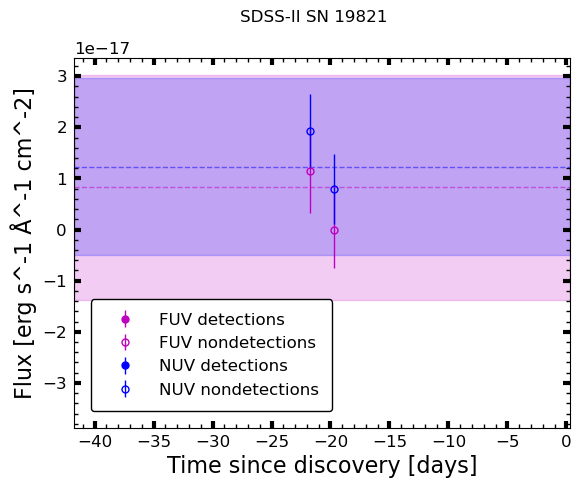 SDSS-II SN 19821
1e−17
Flux [erg s^-1 Å^-1 cm^-2]
3
2
1
0
−1
−2
−3
FUV detections
FUV nondetections
NUV detections
NUV nondetections
−40 −35 −30 −25 −20 −15 −10 −5 0
Time since discovery [days]